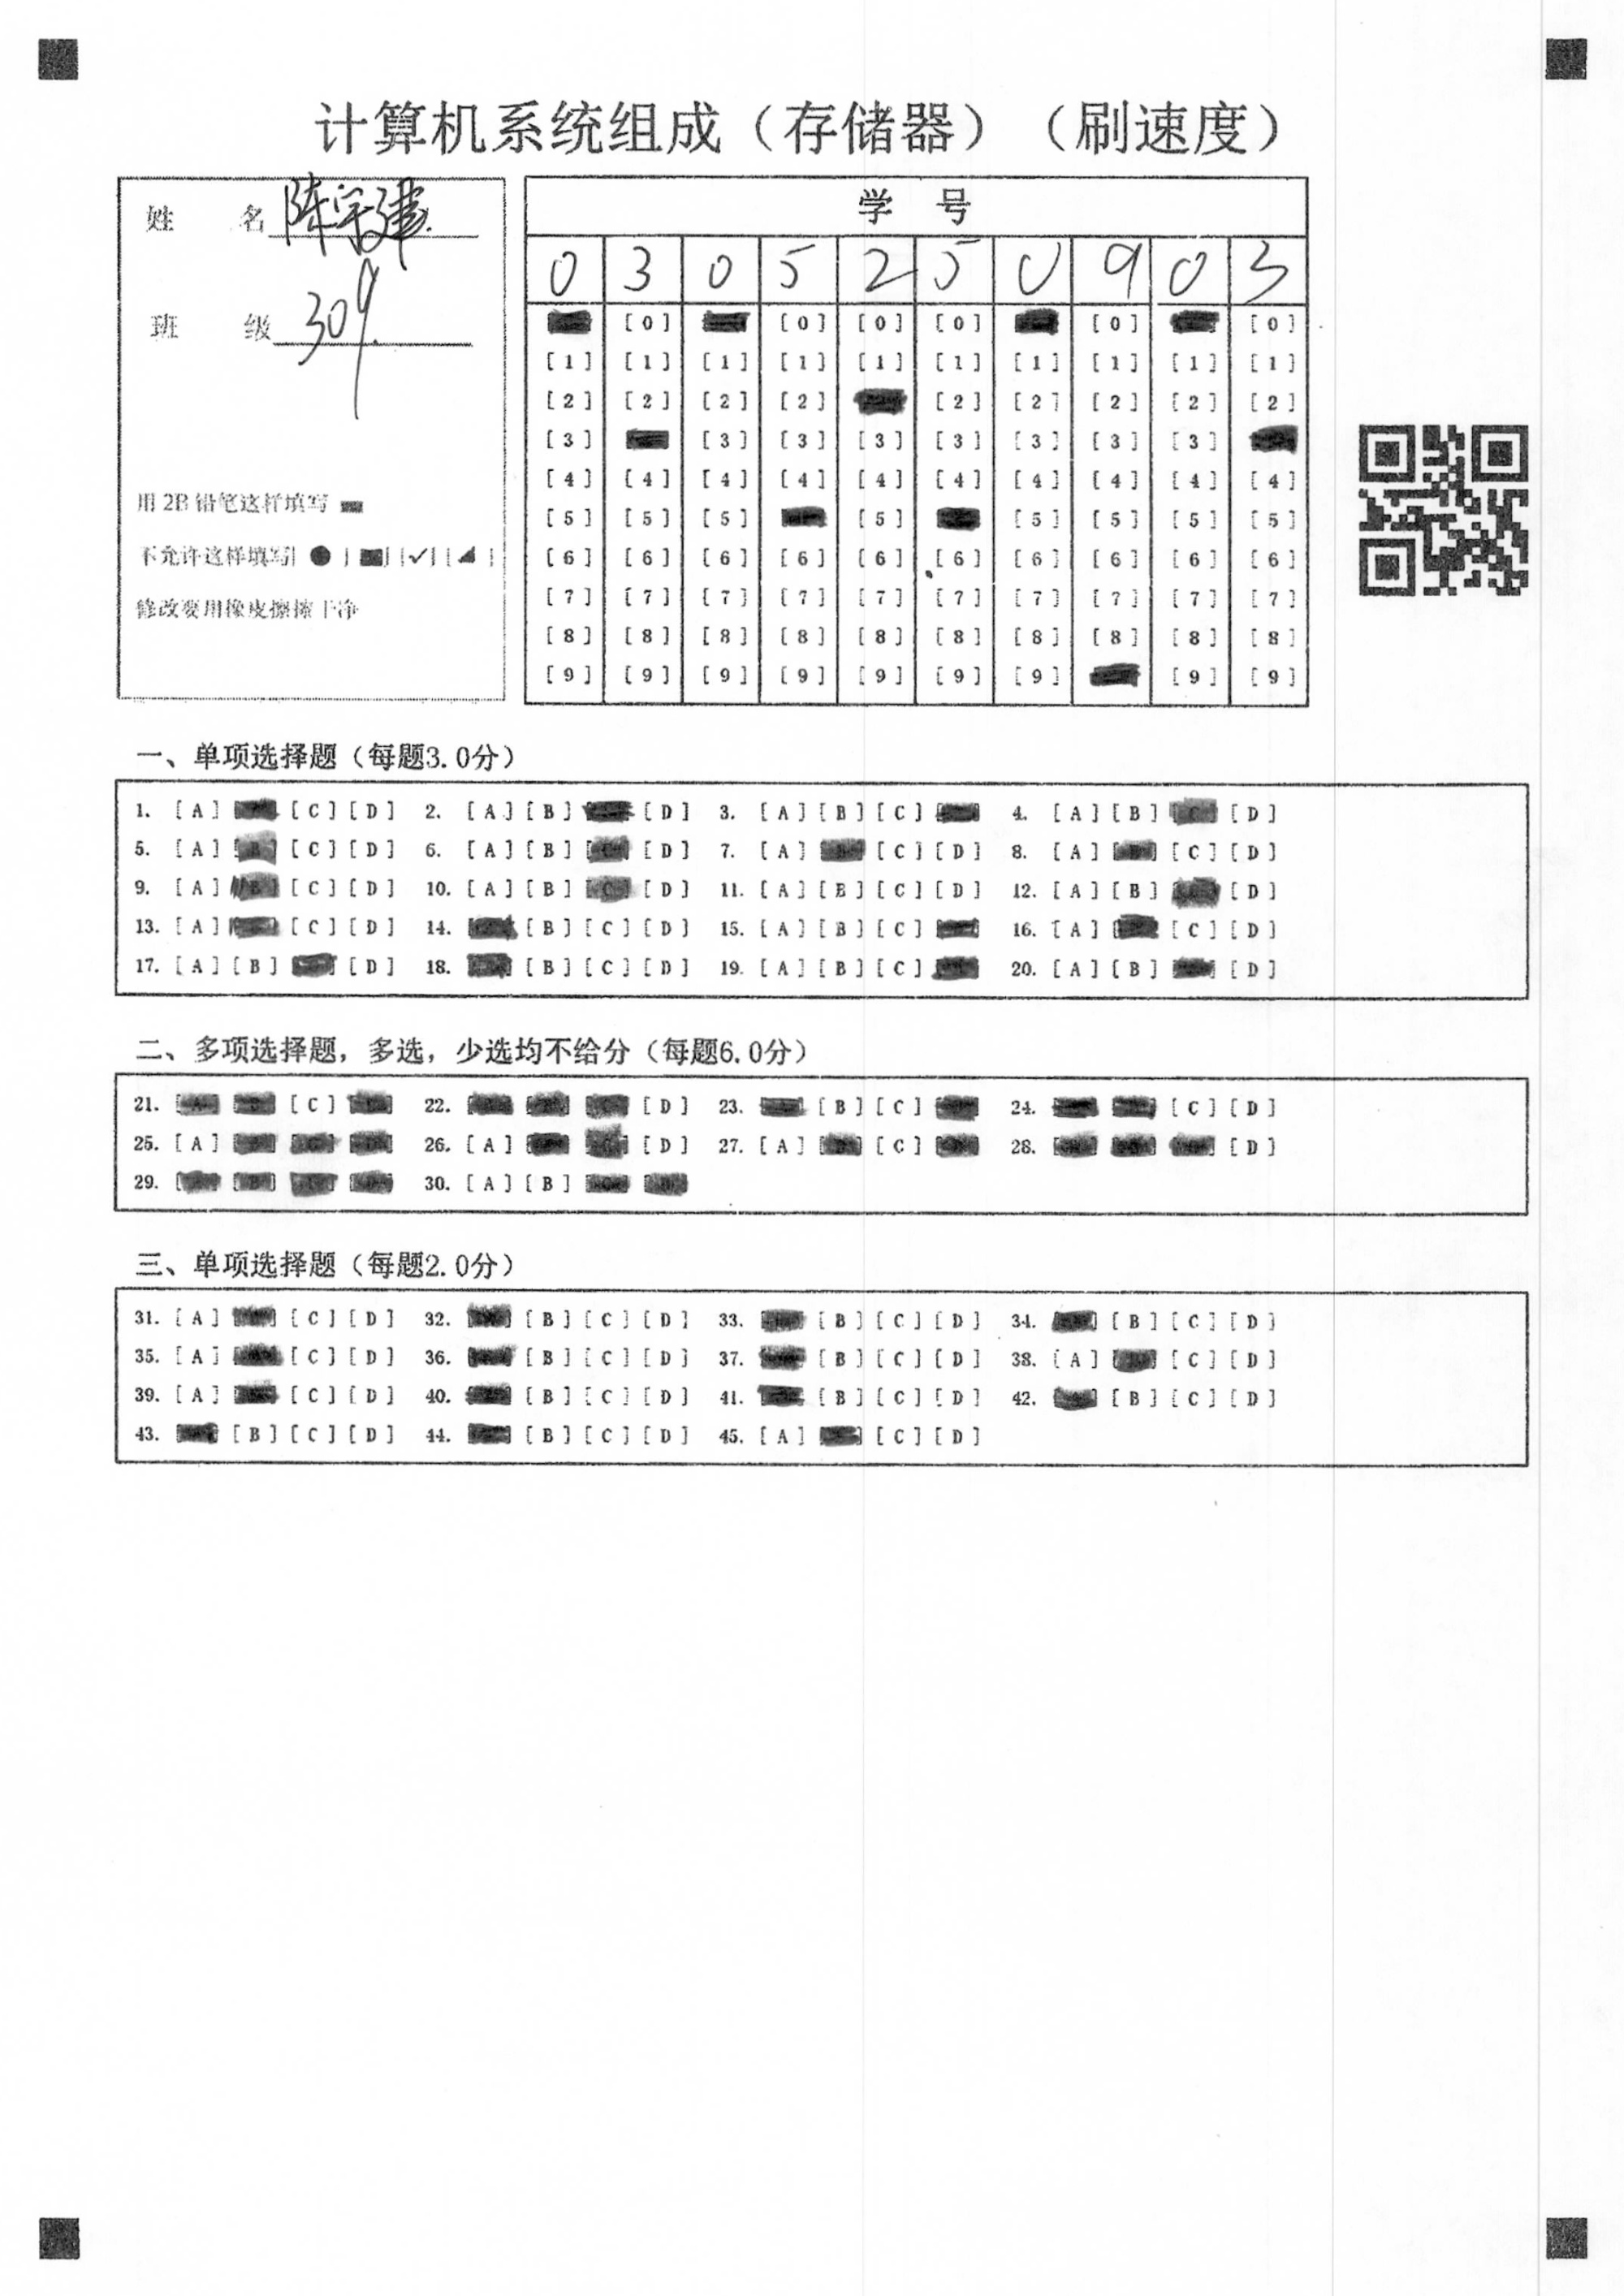 计算机系统组成（存储器）（刷速度）
姓 名 陈宗建
班 级 309
用 2B 铅笔这样填写
不允许这样填写
修改要用橡皮擦擦干净
学 号
0 3 0 5 2 5 0 9 0 3
[0] [0] [0] [0] [0] [0]
[1] [1] [1] [1] [1] [1] [1] [1] [1] [1]
[2] [2] [2] [2] [2] [2] [2] [2] [2]
[3] [3] [3] [3] [3] [3] [3] [3]
[4] [4] [4] [4] [4] [4] [4] [4] [4] [4]
[5] [5] [5] [5] [5] [5] [5] [5]
[6] [6] [6] [6] [6] [6] [6] [6] [6] [6]
[7] [7] [7] [7] [7] [7] [7] [7] [7] [7]
[8] [8] [8] [8] [8] [8] [8] [8] [8] [8]
[9] [9] [9] [9] [9] [9] [9] [9] [9]
一、单项选择题（每题3.0分）
1. [A] [C] [D] 2. [A] [B] [D] 3. [A] [B] [C] 4. [A] [B] [C] [D]
5. [A] [B] [C] [D] 6. [A] [B] [C] [D] 7. [A] [B] [C] [D] 8. [A] [C] [D]
9. [A] [B] [C] [D] 10. [A] [B] [C] [D] 11. [A] [B] [C] [D] 12. [A] [B] [D]
13. [A] [C] [D] 14. [B] [C] [D] 15. [A] [B] [C] 16. [A] [C] [D]
17. [A] [B] [D] 18. [B] [C] [D] 19. [A] [B] [C] 20. [A] [B] [D]
二、多项选择题，多选，少选均不给分（每题6.0分）
21. [C] 22. [D] 23. [B] [C] 24. [C] [D]
25. [A] 26. [A] [D] 27. [A] [C] 28. [D]
29. 30. [A] [B]
三、单项选择题（每题2.0分）
31. [A] [C] [D] 32. [B] [C] [D] 33. [B] [C] [D] 34. [B] [C] [D]
35. [A] [C] [D] 36. [B] [C] [D] 37. [B] [C] [D] 38. [A] [C] [D]
39. [A] [C] [D] 40. [B] [C] [D] 41. [B] [C] [D] 42. [B] [C] [D]
43. [B] [C] [D] 44. [B] [C] [D] 45. [A] [C] [D]